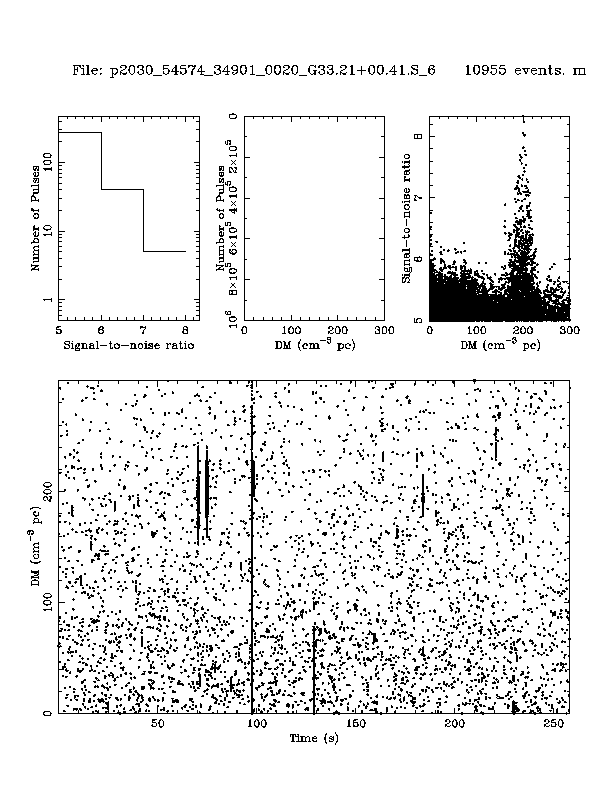 File: p2030_54574_34901_0020_G33.21+00.41.S_6 10955 events. m
Number of Pulses
100
10
1
5 6 7 8
Signal-to-noise ratio
Number of Pulses
0
2×10⁵
4×10⁵
6×10⁵
8×10⁵
10⁶
0 100 200 300
DM (cm⁻³ pc)
Signal-to-noise ratio
8
7
6
5
0 100 200 300
DM (cm⁻³ pc)
DM (cm⁻³ pc)
200
100
0
50 100 150 200 250
Time (s)